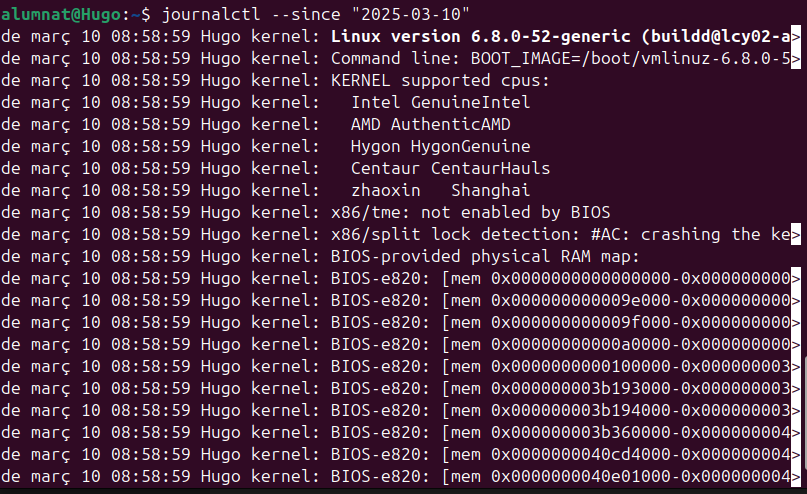 alumnat@Hugo:~$ journalctl --since "2025-03-10"
de març 10 08:58:59 Hugo kernel: Linux version 6.8.0-52-generic (buildd@lcy02-a>
de març 10 08:58:59 Hugo kernel: Command line: BOOT_IMAGE=/boot/vmlinuz-6.8.0-5>
de març 10 08:58:59 Hugo kernel: KERNEL supported cpus:
de març 10 08:58:59 Hugo kernel:   Intel GenuineIntel
de març 10 08:58:59 Hugo kernel:   AMD AuthenticAMD
de març 10 08:58:59 Hugo kernel:   Hygon HygonGenuine
de març 10 08:58:59 Hugo kernel:   Centaur CentaurHauls
de març 10 08:58:59 Hugo kernel:   zhaoxin   Shanghai
de març 10 08:58:59 Hugo kernel: x86/tme: not enabled by BIOS
de març 10 08:58:59 Hugo kernel: x86/split lock detection: #AC: crashing the ke>
de març 10 08:58:59 Hugo kernel: BIOS-provided physical RAM map:
de març 10 08:58:59 Hugo kernel: BIOS-e820: [mem 0x0000000000000000-0x000000000>
de març 10 08:58:59 Hugo kernel: BIOS-e820: [mem 0x000000000009e000-0x000000000>
de març 10 08:58:59 Hugo kernel: BIOS-e820: [mem 0x000000000009f000-0x000000000>
de març 10 08:58:59 Hugo kernel: BIOS-e820: [mem 0x00000000000a0000-0x000000000>
de març 10 08:58:59 Hugo kernel: BIOS-e820: [mem 0x0000000000100000-0x000000003>
de març 10 08:58:59 Hugo kernel: BIOS-e820: [mem 0x000000003b193000-0x000000003>
de març 10 08:58:59 Hugo kernel: BIOS-e820: [mem 0x000000003b194000-0x000000003>
de març 10 08:58:59 Hugo kernel: BIOS-e820: [mem 0x000000003b360000-0x000000004>
de març 10 08:58:59 Hugo kernel: BIOS-e820: [mem 0x0000000040cd4000-0x000000004>
de març 10 08:58:59 Hugo kernel: BIOS-e820: [mem 0x0000000040e01000-0x000000004>